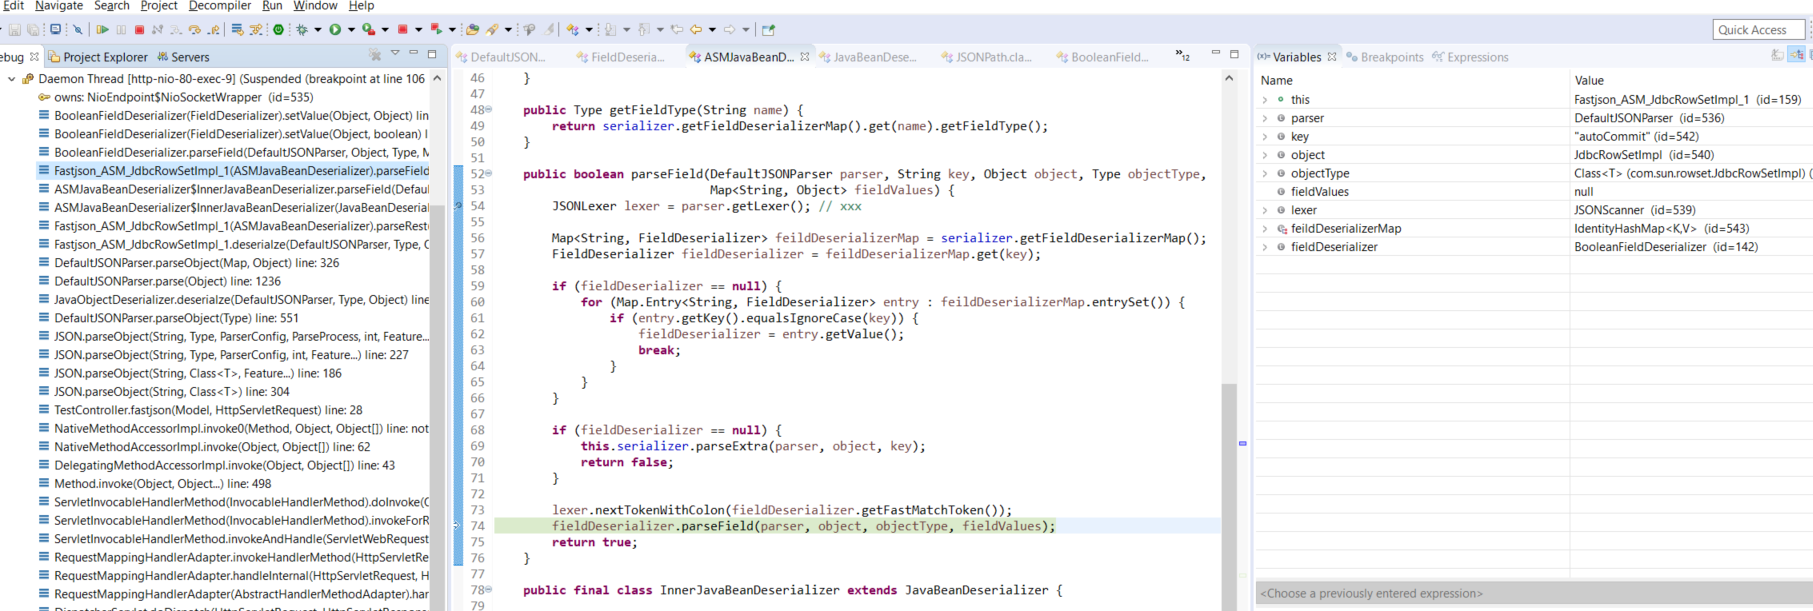 Edit Navigate Search Project Decompiler Run Window Help
Quick Access
ebug Project Explorer Servers
Daemon Thread [http-nio-80-exec-9] (Suspended (breakpoint at line 106
owns: NioEndpoint$NioSocketWrapper (id=535)
BooleanFieldDeserializer(FieldDeserializer).setValue(Object, Object) lin
BooleanFieldDeserializer(FieldDeserializer).setValue(Object, boolean) l
BooleanFieldDeserializer.parseField(DefaultJSONParser, Object, Type, M
Fastjson_ASM_JdbcRowSetImpl_1(ASMJavaBeanDeserializer).parseField
ASMJavaBeanDeserializer$InnerJavaBeanDeserializer.parseField(Defau
ASMJavaBeanDeserializer$InnerJavaBeanDeserializer(JavaBeanDeseria
Fastjson_ASM_JdbcRowSetImpl_1(ASMJavaBeanDeserializer).parseRest
Fastjson_ASM_JdbcRowSetImpl_1.deserialze(DefaultJSONParser, Type, O
DefaultJSONParser.parseObject(Map, Object) line: 326
DefaultJSONParser.parse(Object) line: 1236
JavaObjectDeserializer.deserialze(DefaultJSONParser, Type, Object) line
DefaultJSONParser.parseObject(Type) line: 551
JSON.parseObject(String, Type, ParserConfig, ParseProcess, int, Feature...
JSON.parseObject(String, Type, ParserConfig, int, Feature...) line: 227
JSON.parseObject(String, Class<T>, Feature...) line: 186
JSON.parseObject(String, Class<T>) line: 304
TestController.fastjson(Model, HttpServletRequest) line: 28
NativeMethodAccessorImpl.invoke0(Method, Object, Object[]) line: not
NativeMethodAccessorImpl.invoke(Object, Object[]) line: 62
DelegatingMethodAccessorImpl.invoke(Object, Object[]) line: 43
Method.invoke(Object, Object...) line: 498
ServletInvocableHandlerMethod(InvocableHandlerMethod).doInvoke(O
ServletInvocableHandlerMethod(InvocableHandlerMethod).invokeForR
ServletInvocableHandlerMethod.invokeAndHandle(ServletWebRequest
RequestMappingHandlerAdapter.invokeHandlerMethod(HttpServletRe
RequestMappingHandlerAdapter.handleInternal(HttpServletRequest, H
RequestMappingHandlerAdapter(AbstractHandlerMethodAdapter).har
DispatcherServlet.doDispatch(HttpServletRequest, HttpServletResponse
DefaultJSON... FieldDeseria... ASMJavaBeanD... JavaBeanDese... JSONPath.cla... BooleanField... »12
46 }
47
48 public Type getFieldType(String name) {
49 return serializer.getFieldDeserializerMap().get(name).getFieldType();
50 }
51
52 public boolean parseField(DefaultJSONParser parser, String key, Object object, Type objectType,
53 Map<String, Object> fieldValues) {
54 JSONLexer lexer = parser.getLexer(); // xxx
55
56 Map<String, FieldDeserializer> feildDeserializerMap = serializer.getFieldDeserializerMap();
57 FieldDeserializer fieldDeserializer = feildDeserializerMap.get(key);
58
59 if (fieldDeserializer == null) {
60 for (Map.Entry<String, FieldDeserializer> entry : feildDeserializerMap.entrySet()) {
61 if (entry.getKey().equalsIgnoreCase(key)) {
62 fieldDeserializer = entry.getValue();
63 break;
64 }
65 }
66 }
67
68 if (fieldDeserializer == null) {
69 this.serializer.parseExtra(parser, object, key);
70 return false;
71 }
72
73 lexer.nextTokenWithColon(fieldDeserializer.getFastMatchToken());
74 fieldDeserializer.parseField(parser, object, objectType, fieldValues);
75 return true;
76 }
77
78 public final class InnerJavaBeanDeserializer extends JavaBeanDeserializer {
79
(x)= Variables Breakpoints Expressions
Name Value
this Fastjson_ASM_JdbcRowSetImpl_1 (id=159)
parser DefaultJSONParser (id=536)
key "autoCommit" (id=542)
object JdbcRowSetImpl (id=540)
objectType Class<T> (com.sun.rowset.JdbcRowSetImpl) (
fieldValues null
lexer JSONScanner (id=539)
feildDeserializerMap IdentityHashMap<K,V> (id=543)
fieldDeserializer BooleanFieldDeserializer (id=142)
<Choose a previously entered expression>